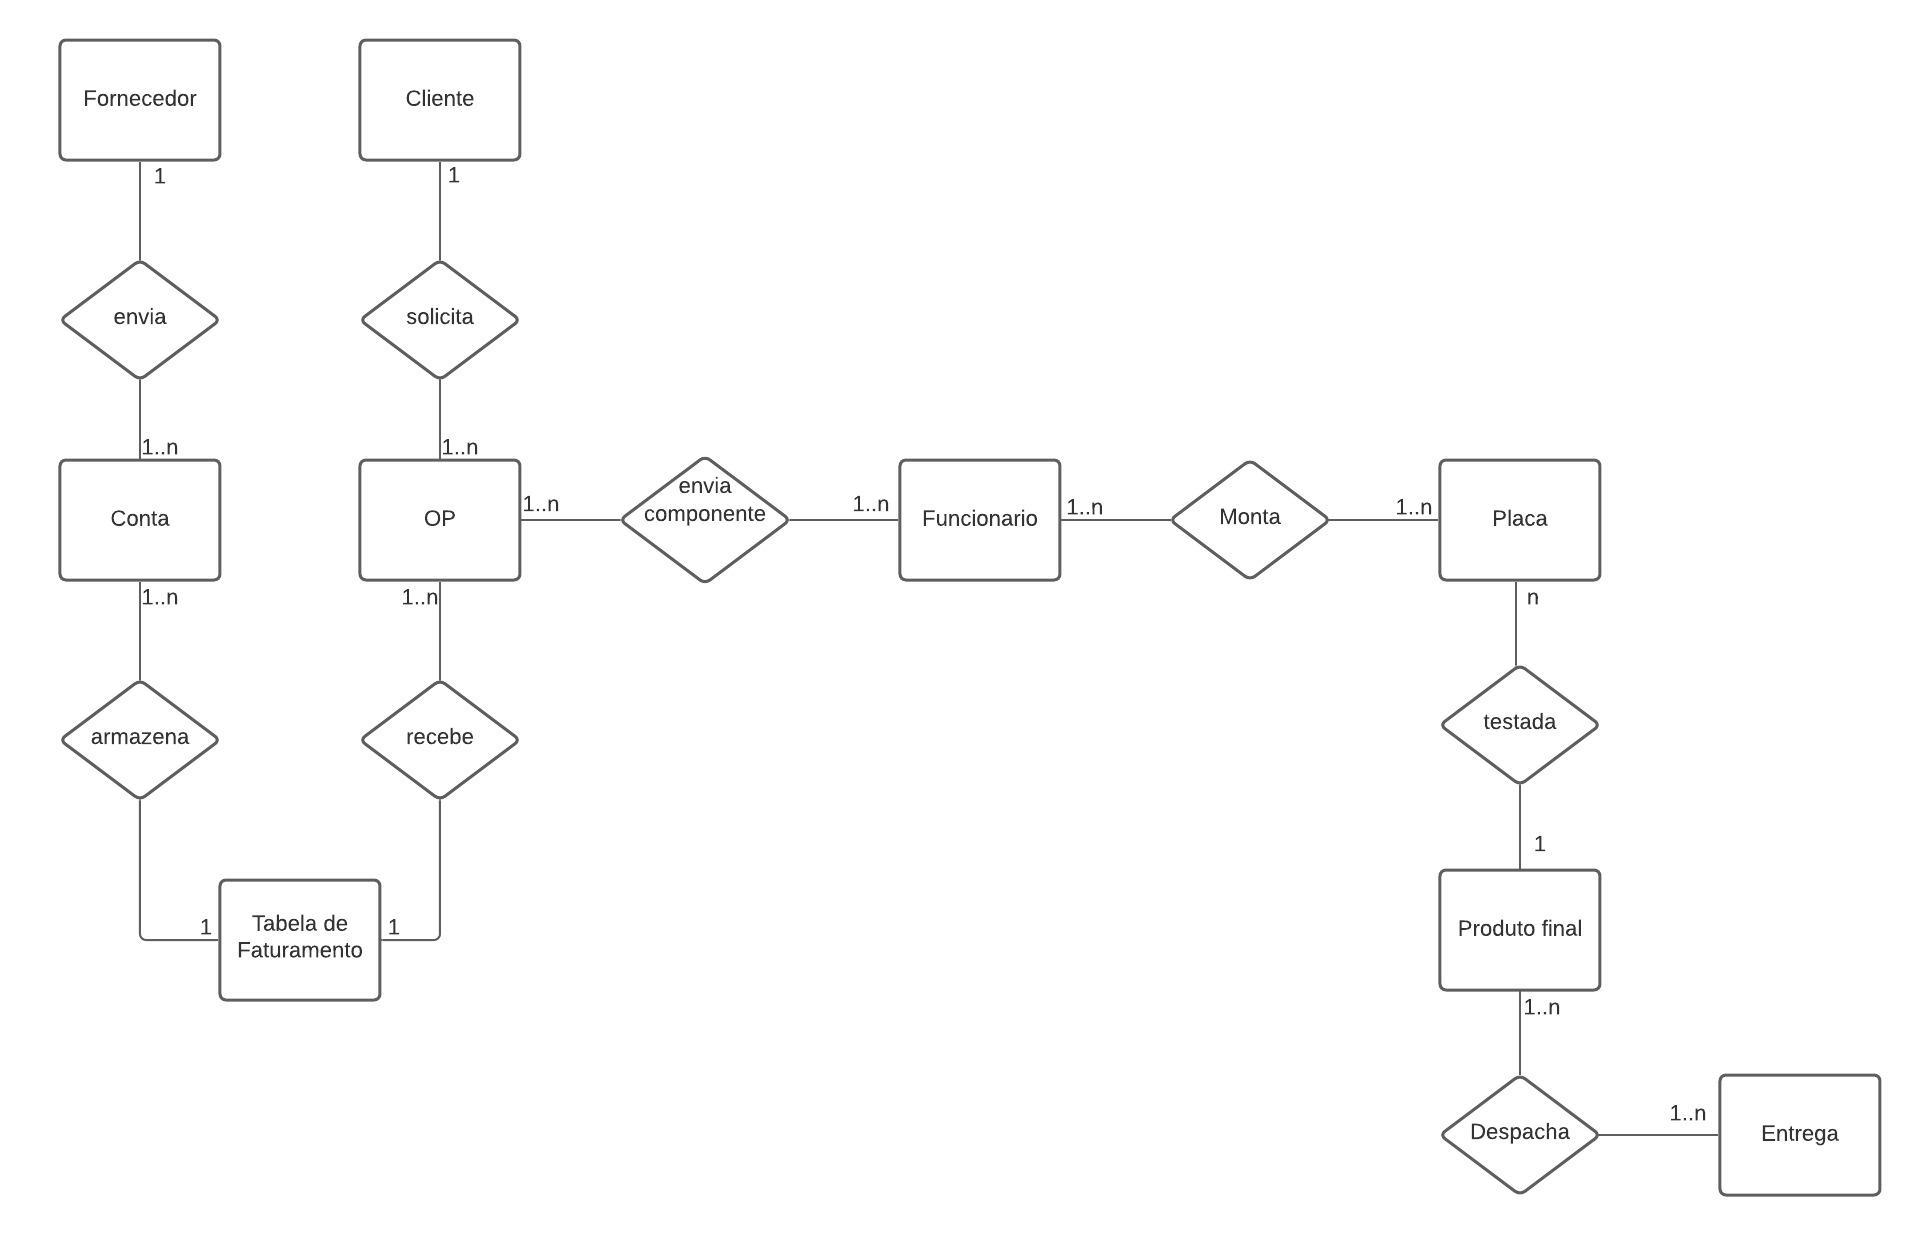 Fornecedor
Cliente
1
1
envia
solicita
1..n
1..n
Conta
OP
1..n
envia
componente
1..n
Funcionario
1..n
Monta
1..n
Placa
1..n
1..n
n
armazena
recebe
testada
1
1
Tabela de
Faturamento
1
Produto final
1..n
Despacha
1..n
Entrega